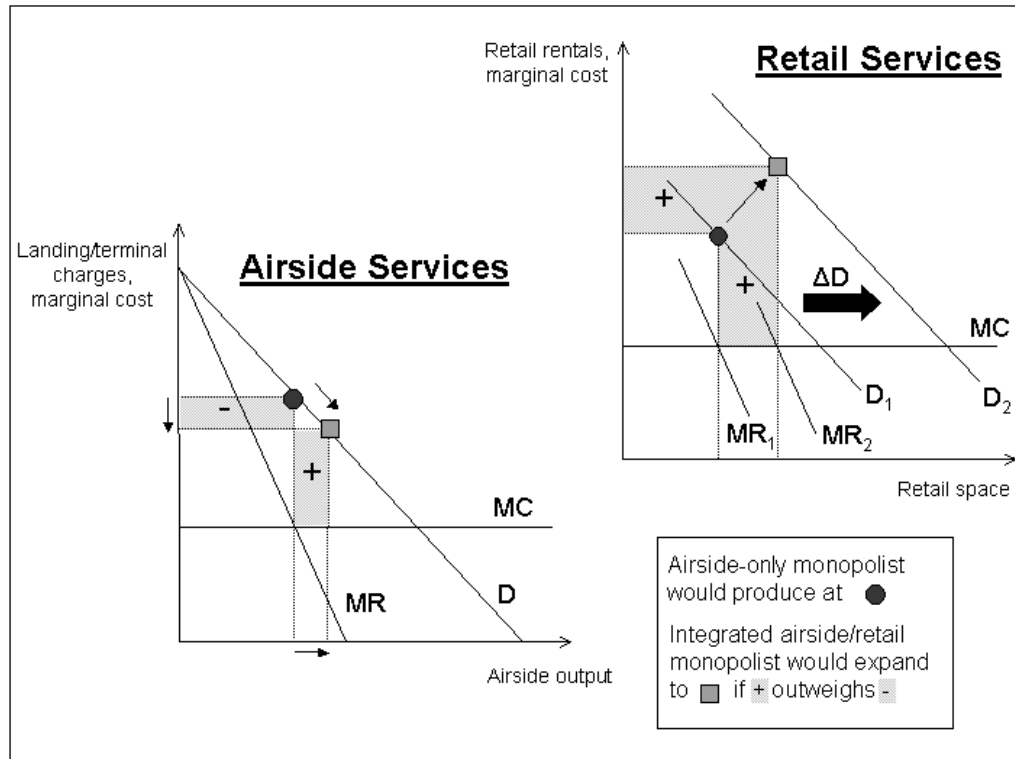 Retail rentals,
marginal cost
Retail Services
+
+
ΔD
MC
D1
D2
MR1
MR2
Retail space
Landing/terminal
charges,
marginal cost
Airside Services
-
+
MC
MR
D
Airside output
Airside-only monopolist
would produce at
Integrated airside/retail
monopolist would expand
to if + outweighs -